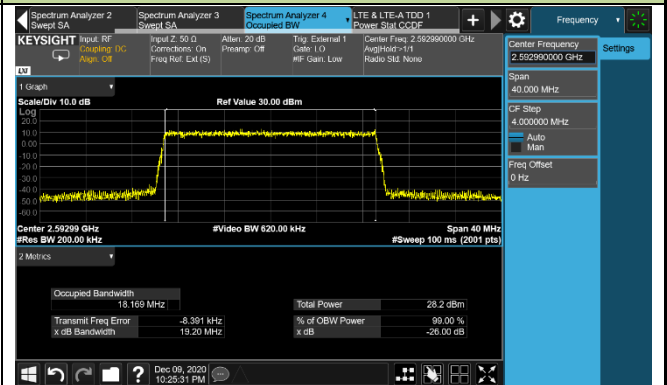 Spectrum Analyzer 2
Swept SA
Spectrum Analyzer 3
Swept SA
Spectrum Analyzer 4
Occupied BW
LTE & LTE-A TDD 1
Power Stat CCDF
Frequency
KEYSIGHT
Input: RF
Coupling: DC
Align: Off
Input Z: 50 Ω
Corrections: On
Freq Ref: Ext (S)
Atten: 20 dB
Preamp: Off
Trig: External 1
Gate: LO
#IF Gain: Low
Center Freq: 2.592990000 GHz
Avg|Hold:>1/1
Radio Std: None
LXI
Center Frequency
2.592990000 GHz
Settings
Span
40.000 MHz
CF Step
4.000000 MHz
Auto
Man
Freq Offset
0 Hz
1 Graph
Scale/Div 10.0 dB
Ref Value 30.00 dBm
Log
20.0
10.0
0.00
-10.0
-20.0
-30.0
-40.0
-50.0
-60.0
Center 2.59299 GHz
#Video BW 620.00 kHz
Span 40 MHz
#Res BW 200.00 kHz
#Sweep 100 ms (2001 pts)
2 Metrics
Occupied Bandwidth
18.169 MHz
Total Power
28.2 dBm
Transmit Freq Error
-8.391 kHz
% of OBW Power
99.00 %
x dB Bandwidth
19.20 MHz
x dB
-26.00 dB
Dec 09, 2020
10:25:31 PM